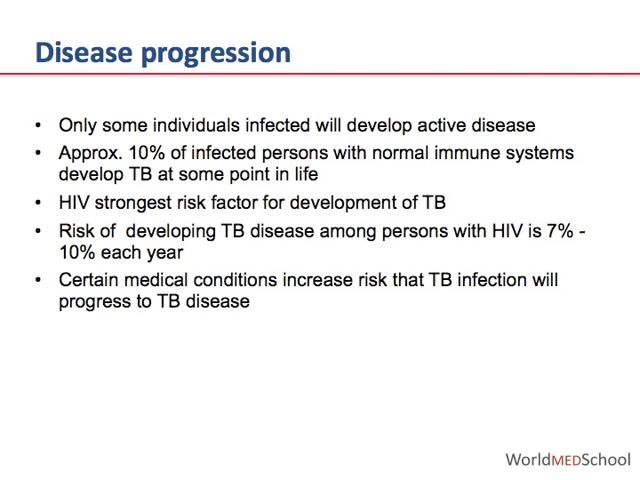 Disease progression
• Only some individuals infected will develop active disease
• Approx. 10% of infected persons with normal immune systems
develop TB at some point in life
• HIV strongest risk factor for development of TB
• Risk of  developing TB disease among persons with HIV is 7% -
10% each year
• Certain medical conditions increase risk that TB infection will
progress to TB disease
WorldMEDSchool